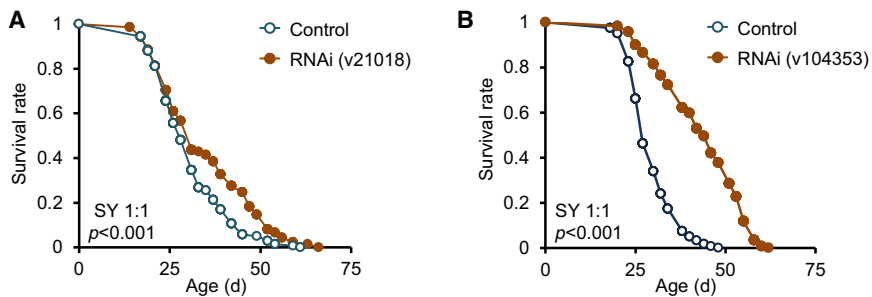 A
Control
RNAi (v21018)
Survival rate
1
0.8
0.6
0.4
0.2
0
SY 1:1
p<0.001
0
25
50
75
Age (d)
B
Control
RNAi (v104353)
Survival rate
1
0.8
0.6
0.4
0.2
0
SY 1:1
p<0.001
0
25
50
75
Age (d)